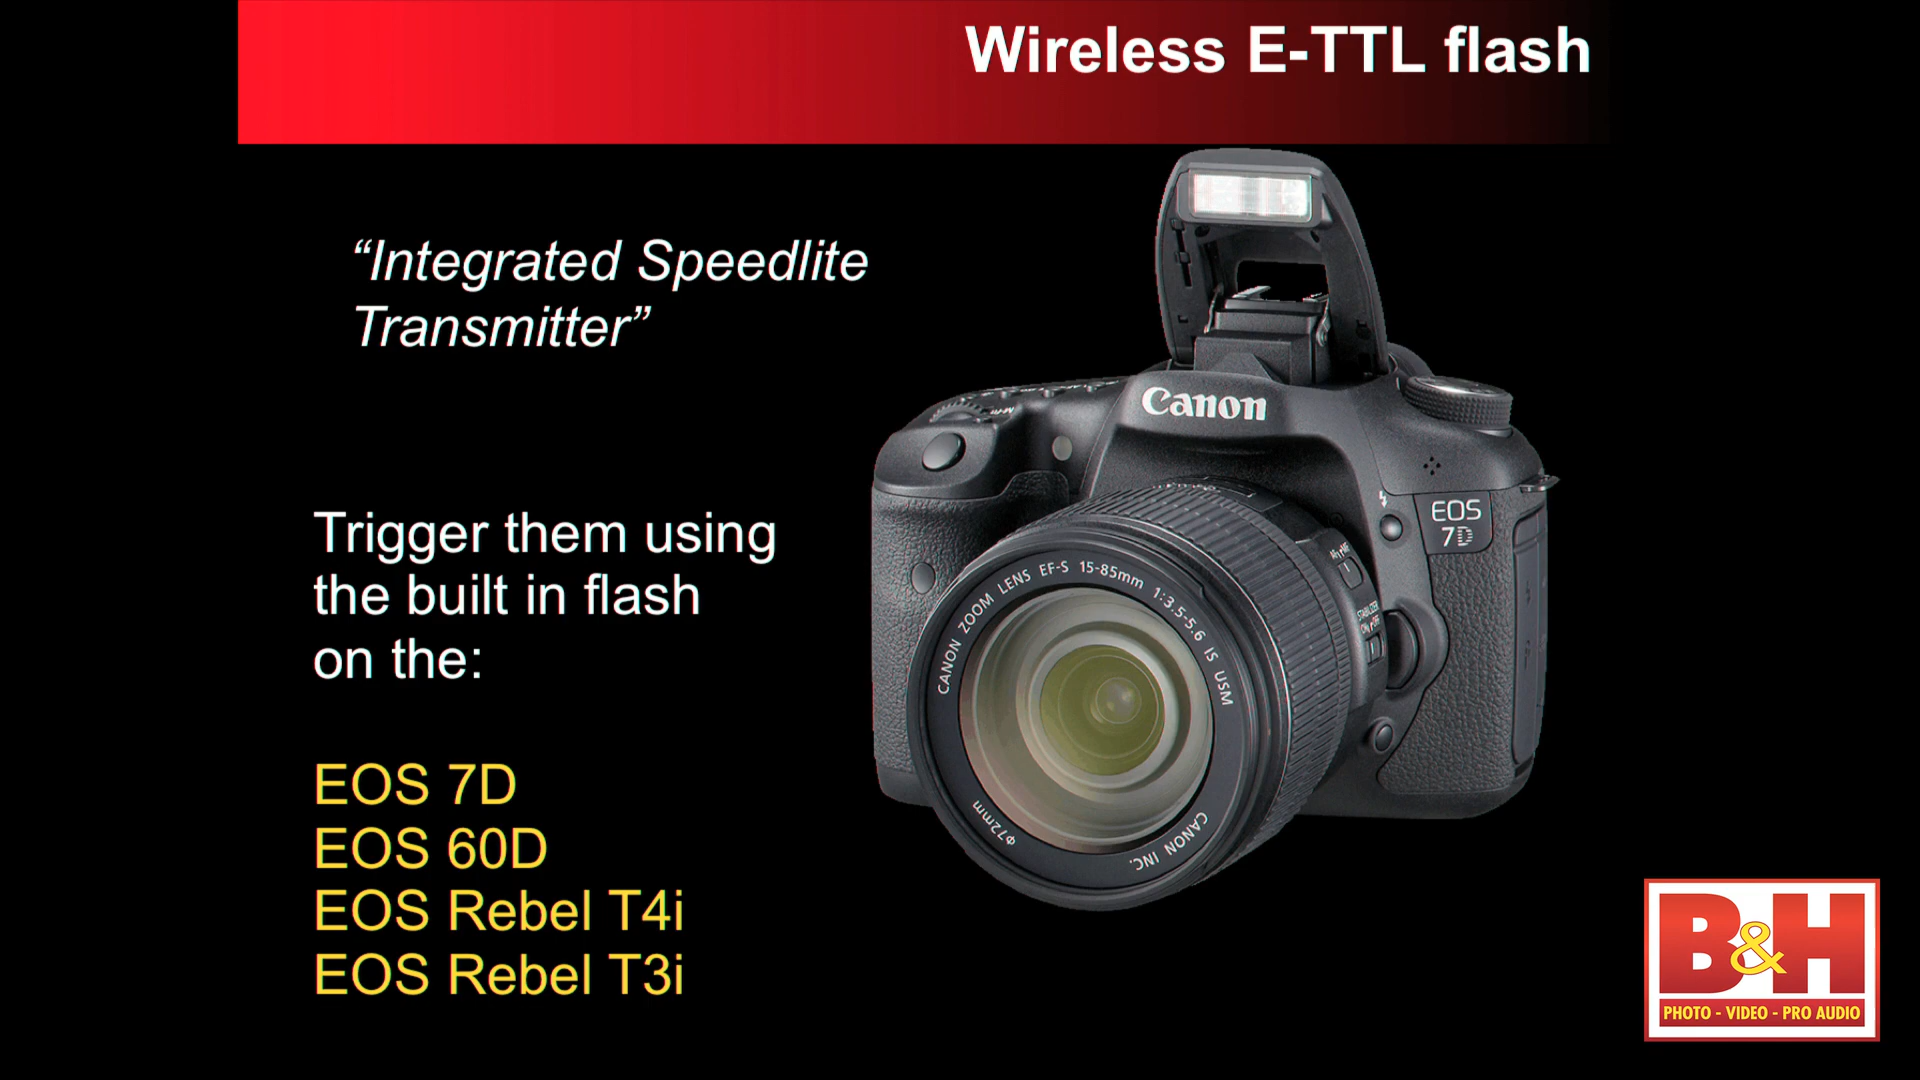 Wireless E-TTL flash
“Integrated Speedlite
Transmitter”
Trigger them using
the built in flash
on the:
EOS 7D
EOS 60D
EOS Rebel T4i
EOS Rebel T3i
Canon
EOS
7D
CANON ZOOM LENS EF-S 15-85mm 1:3.5-5.6 IS USM
ϕ72mm
CANON INC.
B&H
PHOTO - VIDEO - PRO AUDIO